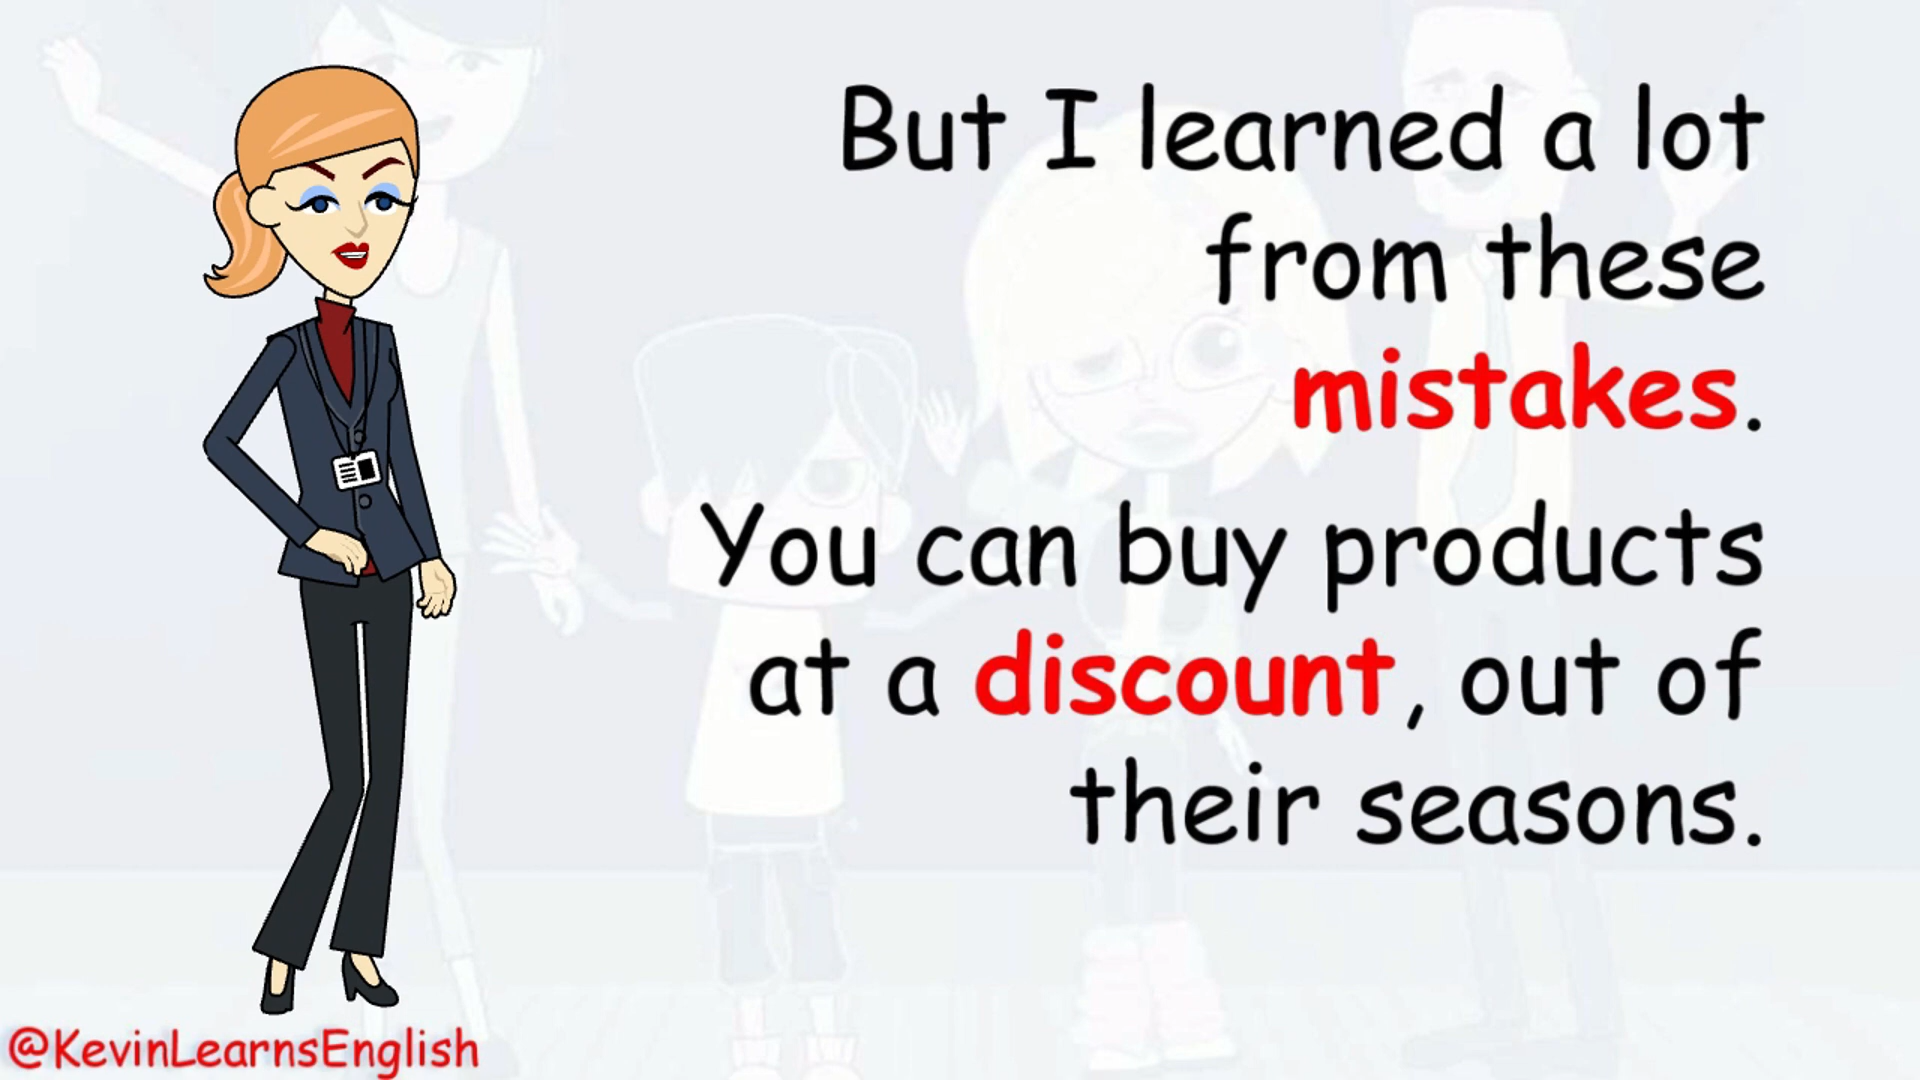 But I learned a lot
from these
mistakes.
You can buy products
at a discount, out of
their seasons.
@KevinLearnsEnglish